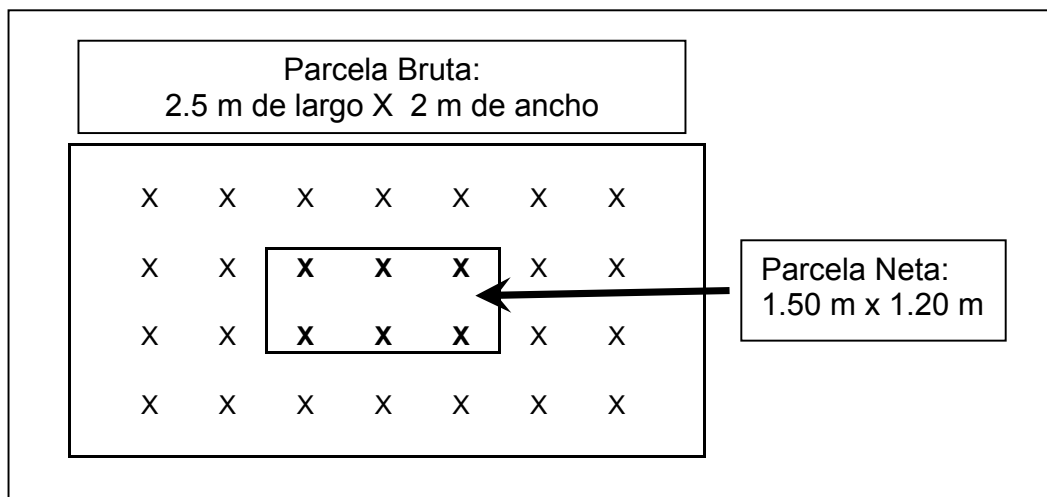 Parcela Bruta:
2.5 m de largo X 2 m de ancho
X X X X X X X
X X X X X X X
Parcela Neta:
1.50 m x 1.20 m
X X X X X X X
X X X X X X X